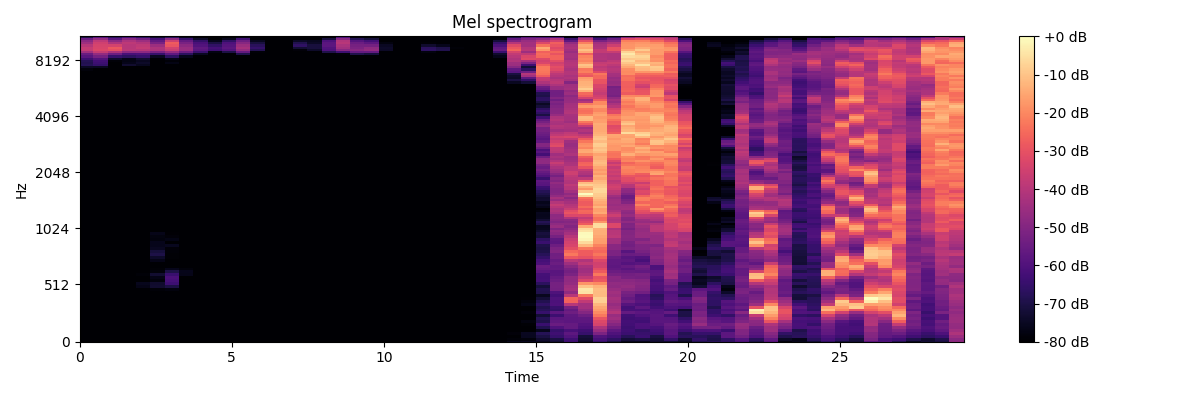 Mel spectrogram
+0 dB
8192
-10 dB
4096
-20 dB
-30 dB
Hz
2048
-40 dB
1024
-50 dB
-60 dB
512
-70 dB
0
-80 dB
0 5 10 15 20 25
Time